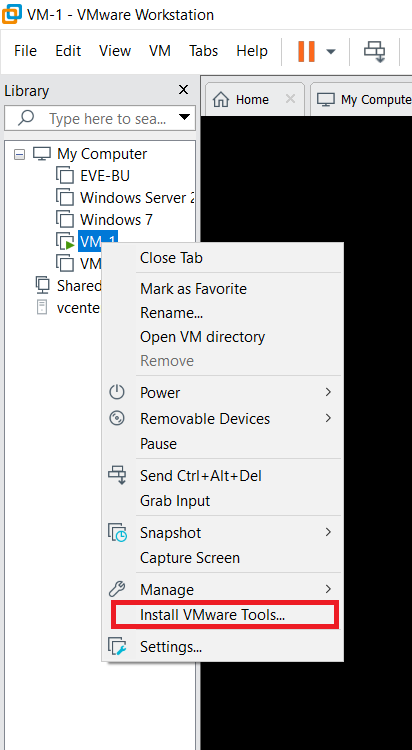 VM-1 - VMware Workstation
File Edit View VM Tabs Help
Library
Type here to sea...
Home
My Compute
My Computer
EVE-BU
Windows Server 2
Windows 7
VM-1
VM
Shared
vcente
Close Tab
Mark as Favorite
Rename...
Open VM directory
Remove
Power
Removable Devices
Pause
Send Ctrl+Alt+Del
Grab Input
Snapshot
Capture Screen
Manage
Install VMware Tools...
Settings...